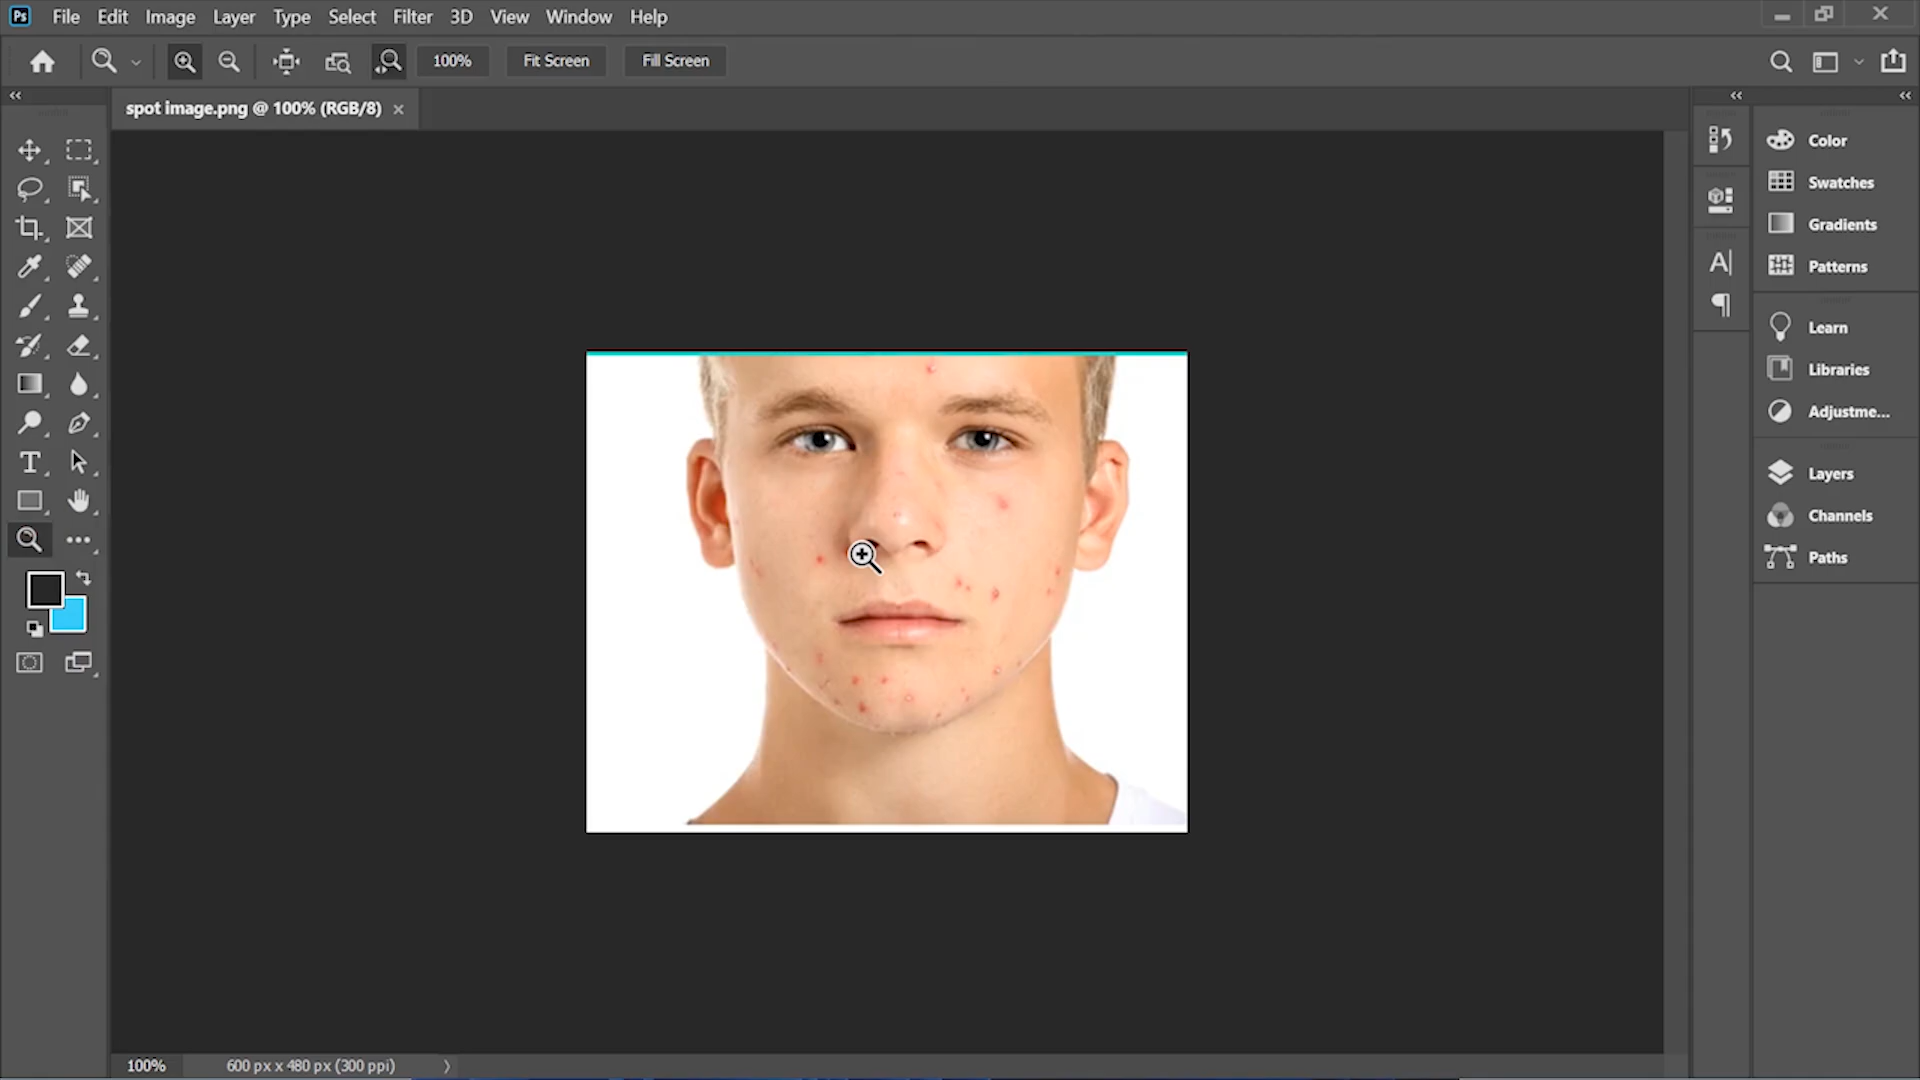 Ps File Edit Image Layer Type Select Filter 3D View Window Help
100% Fit Screen Fill Screen
spot image.png @ 100% (RGB/8)
Color
Swatches
Gradients
Patterns
Learn
Libraries
Adjustme...
Layers
Channels
Paths
100% 600 px x 480 px (300 ppi)